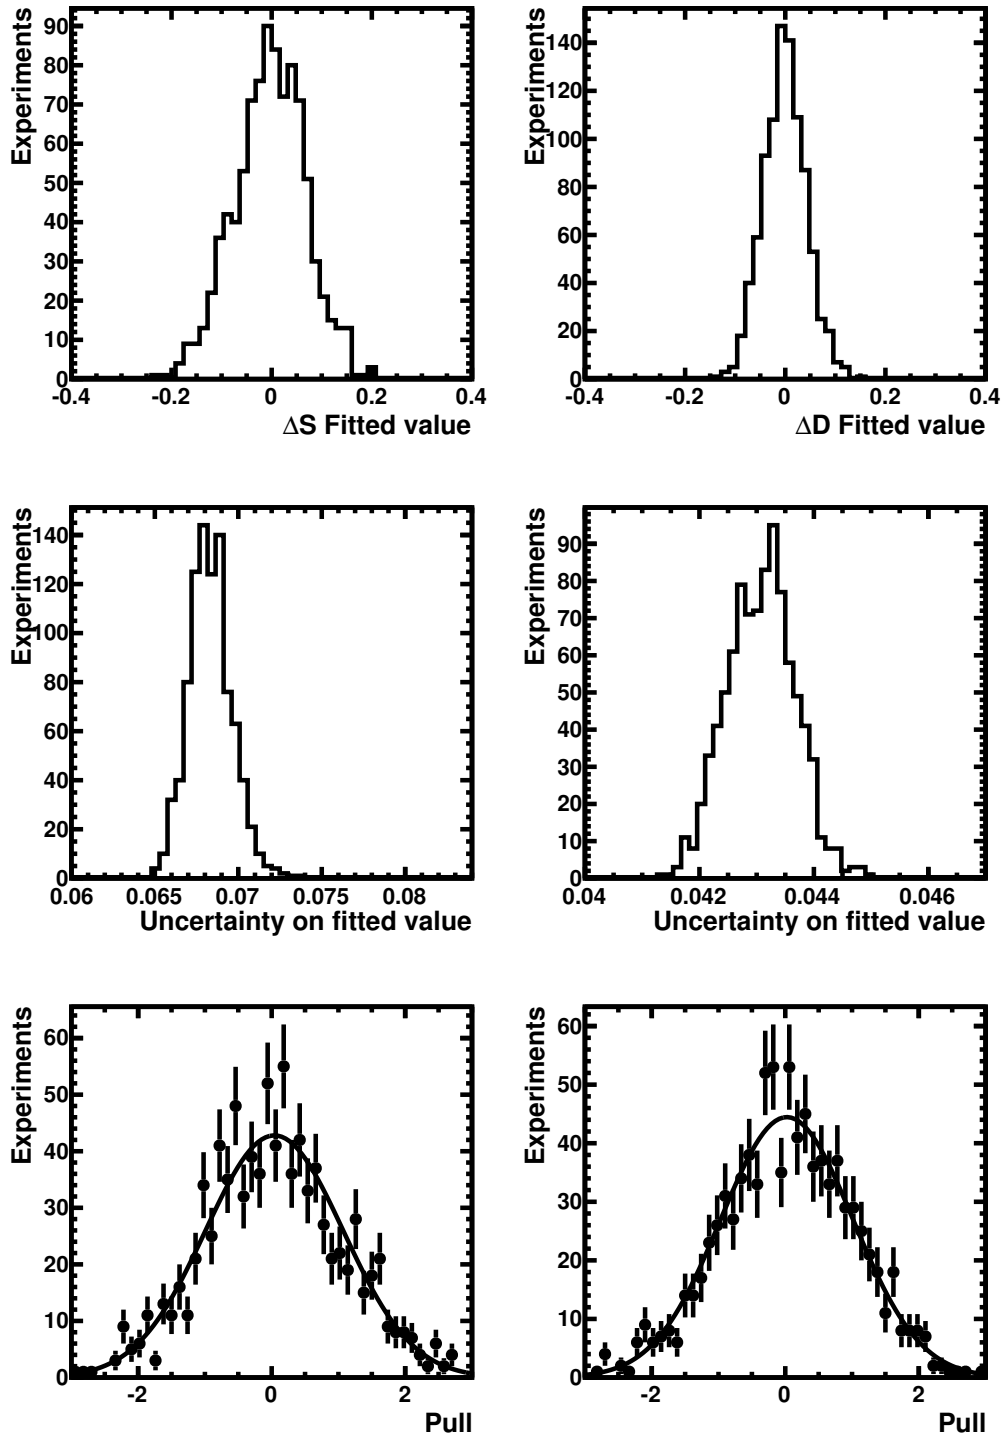 Experiments
90
80
70
60
50
40
30
20
10
0
-0.4 -0.2 0 0.2 0.4
ΔS Fitted value
Experiments
140
120
100
80
60
40
20
0
-0.4 -0.2 0 0.2 0.4
ΔD Fitted value
Experiments
140
120
100
80
60
40
20
0
0.06 0.065 0.07 0.075 0.08
Uncertainty on fitted value
Experiments
90
80
70
60
50
40
30
20
10
0
0.04 0.042 0.044 0.046
Uncertainty on fitted value
Experiments
60
50
40
30
20
10
0
-2 0 2
Pull
Experiments
60
50
40
30
20
10
0
-2 0 2
Pull